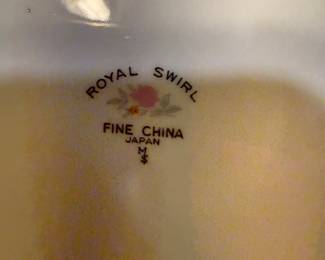 ROYAL SWIRL
FINE CHINA
JAPAN
M
$